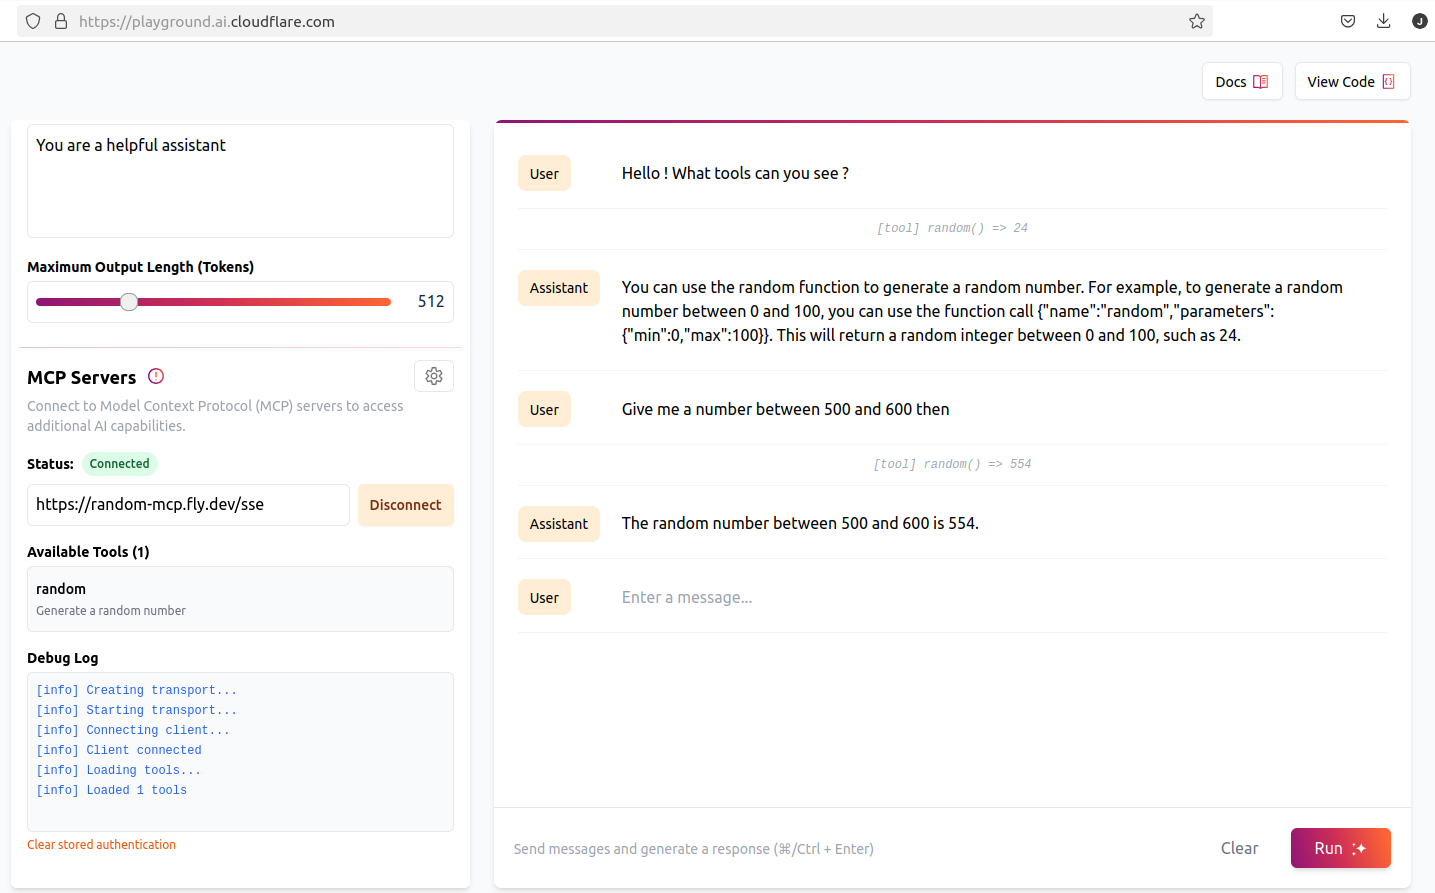 https://playground.ai.cloudflare.com
J
Docs
View Code
You are a helpful assistant
Maximum Output Length (Tokens)
512
MCP Servers
Connect to Model Context Protocol (MCP) servers to access
additional AI capabilities.
Status: Connected
https://random-mcp.fly.dev/sse
Disconnect
Available Tools (1)
random
Generate a random number
Debug Log
[info] Creating transport...
[info] Starting transport...
[info] Connecting client...
[info] Client connected
[info] Loading tools...
[info] Loaded 1 tools
Clear stored authentication
User
Hello ! What tools can you see ?
[tool] random() => 24
Assistant
You can use the random function to generate a random number. For example, to generate a random
number between 0 and 100, you can use the function call {"name":"random","parameters":
{"min":0,"max":100}}. This will return a random integer between 0 and 100, such as 24.
User
Give me a number between 500 and 600 then
[tool] random() => 554
Assistant
The random number between 500 and 600 is 554.
User
Enter a message...
Send messages and generate a response (⌘/Ctrl + Enter)
Clear
Run